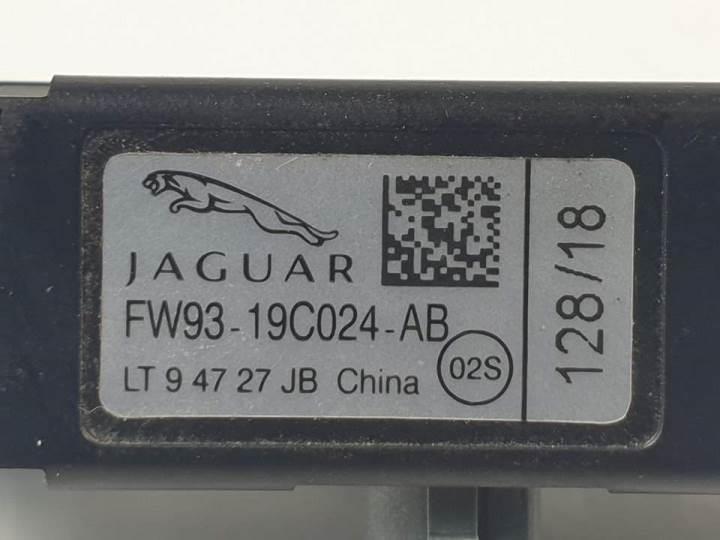 JAGUAR
FW93-19C024-AB
LT 9 47 27 JB China
02S
128/18